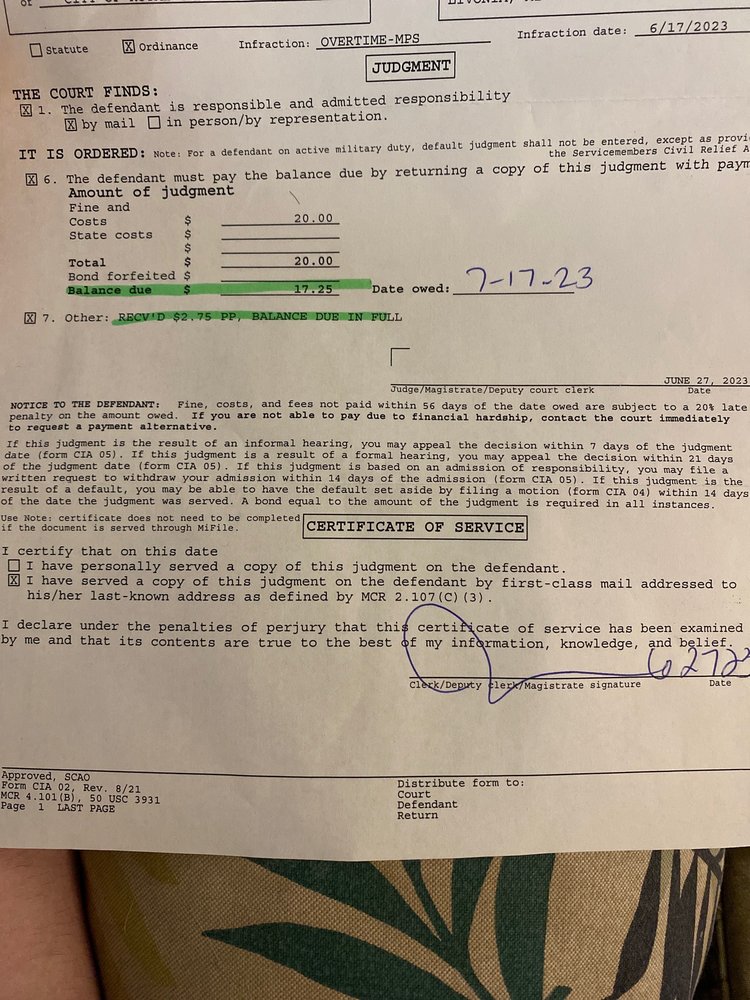 or CITY OF
LIVONIA,
Statute X Ordinance Infraction: OVERTIME-MPS Infraction date: 6/17/2023
JUDGMENT
THE COURT FINDS:
X 1. The defendant is responsible and admitted responsibility
X by mail in person/by representation.
IT IS ORDERED: Note: For a defendant on active military duty, default judgment shall not be entered, except as provi
the Servicemembers Civil Relief A
X 6. The defendant must pay the balance due by returning a copy of this judgment with paym
Amount of judgment
Fine and
Costs $ 20.00
State costs $
$
Total $ 20.00
Bond forfeited $
Balance due $ 17.25 Date owed: 7-17-23
X 7. Other: RECV'D $2.75 PP, BALANCE DUE IN FULL
JUNE 27, 2023
Judge/Magistrate/Deputy court clerk Date
NOTICE TO THE DEFENDANT: Fine, costs, and fees not paid within 56 days of the date owed are subject to a 20% late
penalty on the amount owed. If you are not able to pay due to financial hardship, contact the court immediately
to request a payment alternative.
If this judgment is the result of an informal hearing, you may appeal the decision within 7 days of the judgment
date (form CIA 05). If this judgment is a result of a formal hearing, you may appeal the decision within 21 days
of the judgment date (form CIA 05). If this judgment is based on an admission of responsibility, you may file a
written request to withdraw your admission within 14 days of the admission (form CIA 05). If this judgment is the
result of a default, you may be able to have the default set aside by filing a motion (form CIA 04) within 14 days
of the date the judgment was served. A bond equal to the amount of the judgment is required in all instances.
Use Note: certificate does not need to be completed
if the document is served through MiFile.
CERTIFICATE OF SERVICE
I certify that on this date
I have personally served a copy of this judgment on the defendant.
X I have served a copy of this judgment on the defendant by first-class mail addressed to
his/her last-known address as defined by MCR 2.107(C)(3).
I declare under the penalties of perjury that this certificate of service has been examined
by me and that its contents are true to the best of my information, knowledge, and belief.
62723
Clerk/Deputy clerk/Magistrate signature Date
Approved, SCAO
Form CIA 02, Rev. 8/21
MCR 4.101(B), 50 USC 3931
Page 1 LAST PAGE
Distribute form to:
Court
Defendant
Return